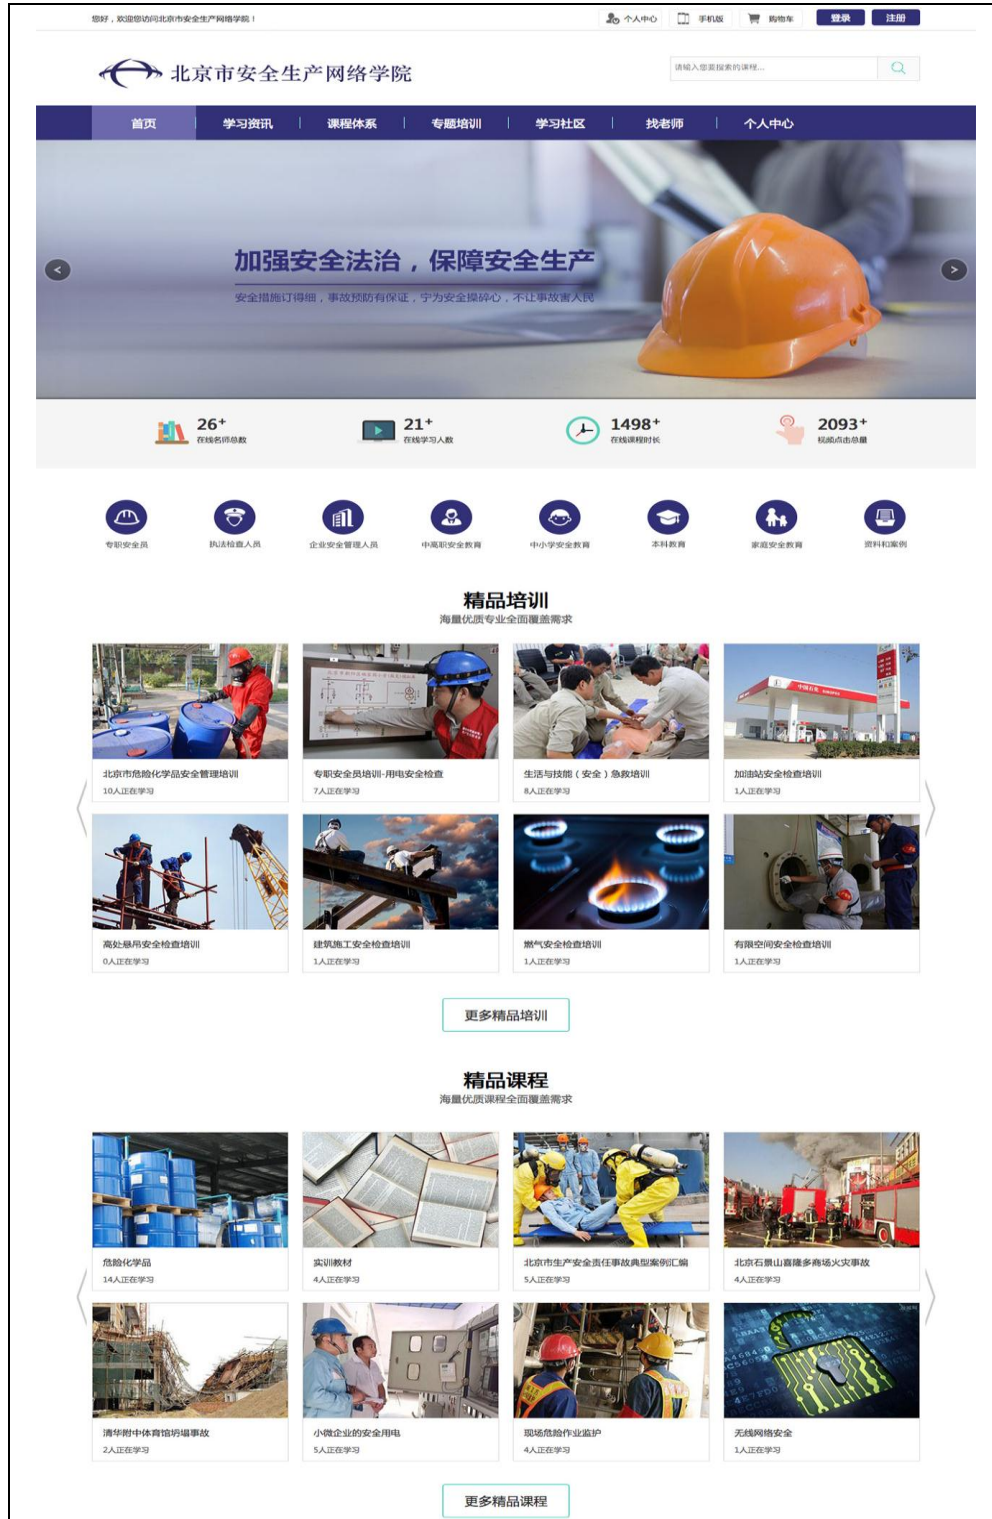 您好，欢迎您访问北京市安全生产网络学院！
个人中心 手机版 购物车 登录 注册
北京市安全生产网络学院
请输入您要搜索的课程...
首页 学习资讯 课程体系 专题培训 学习社区 找老师 个人中心
加强安全法治，保障安全生产
安全措施订得细，事故预防有保证，宁为安全操碎心，不让事故害人民
< >
26+ 21+ 1498+ 2093+
在线名师总数 在线学习人数 在线课程时长 视频点击总量
专职安全员 执法检查人员 企业安全管理人员 中高职安全教育 中小学安全教育 本科教育 家庭安全教育 资料和案例
精品培训
海量优质专业全面覆盖需求
中国石化
北京市危险化学品安全管理培训 专职安全员培训-用电安全检查 生活与技能（安全）急救培训 加油站安全检查培训
10人正在学习 7人正在学习 8人正在学习 1人正在学习
高处悬吊安全检查培训 建筑施工安全检查培训 燃气安全检查培训 有限空间安全检查培训
0人正在学习 1人正在学习 1人正在学习 1人正在学习
更多精品培训
精品课程
海量优质课程全面覆盖需求
危险化学品 实训教材 北京市生产安全责任事故典型案例汇编 北京石景山喜隆多商场火灾事故
14人正在学习 4人正在学习 5人正在学习 4人正在学习
清华附中体育馆坍塌事故 小微企业的安全用电 现场危险作业监护 无线网络安全
2人正在学习 5人正在学习 4人正在学习 1人正在学习
更多精品课程